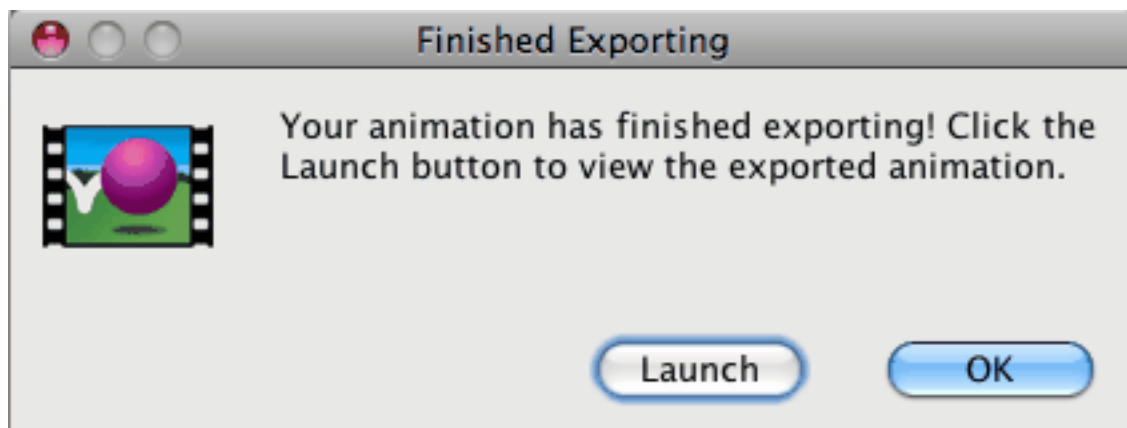 Finished Exporting
Your animation has finished exporting! Click the
Launch button to view the exported animation.
Launch
OK